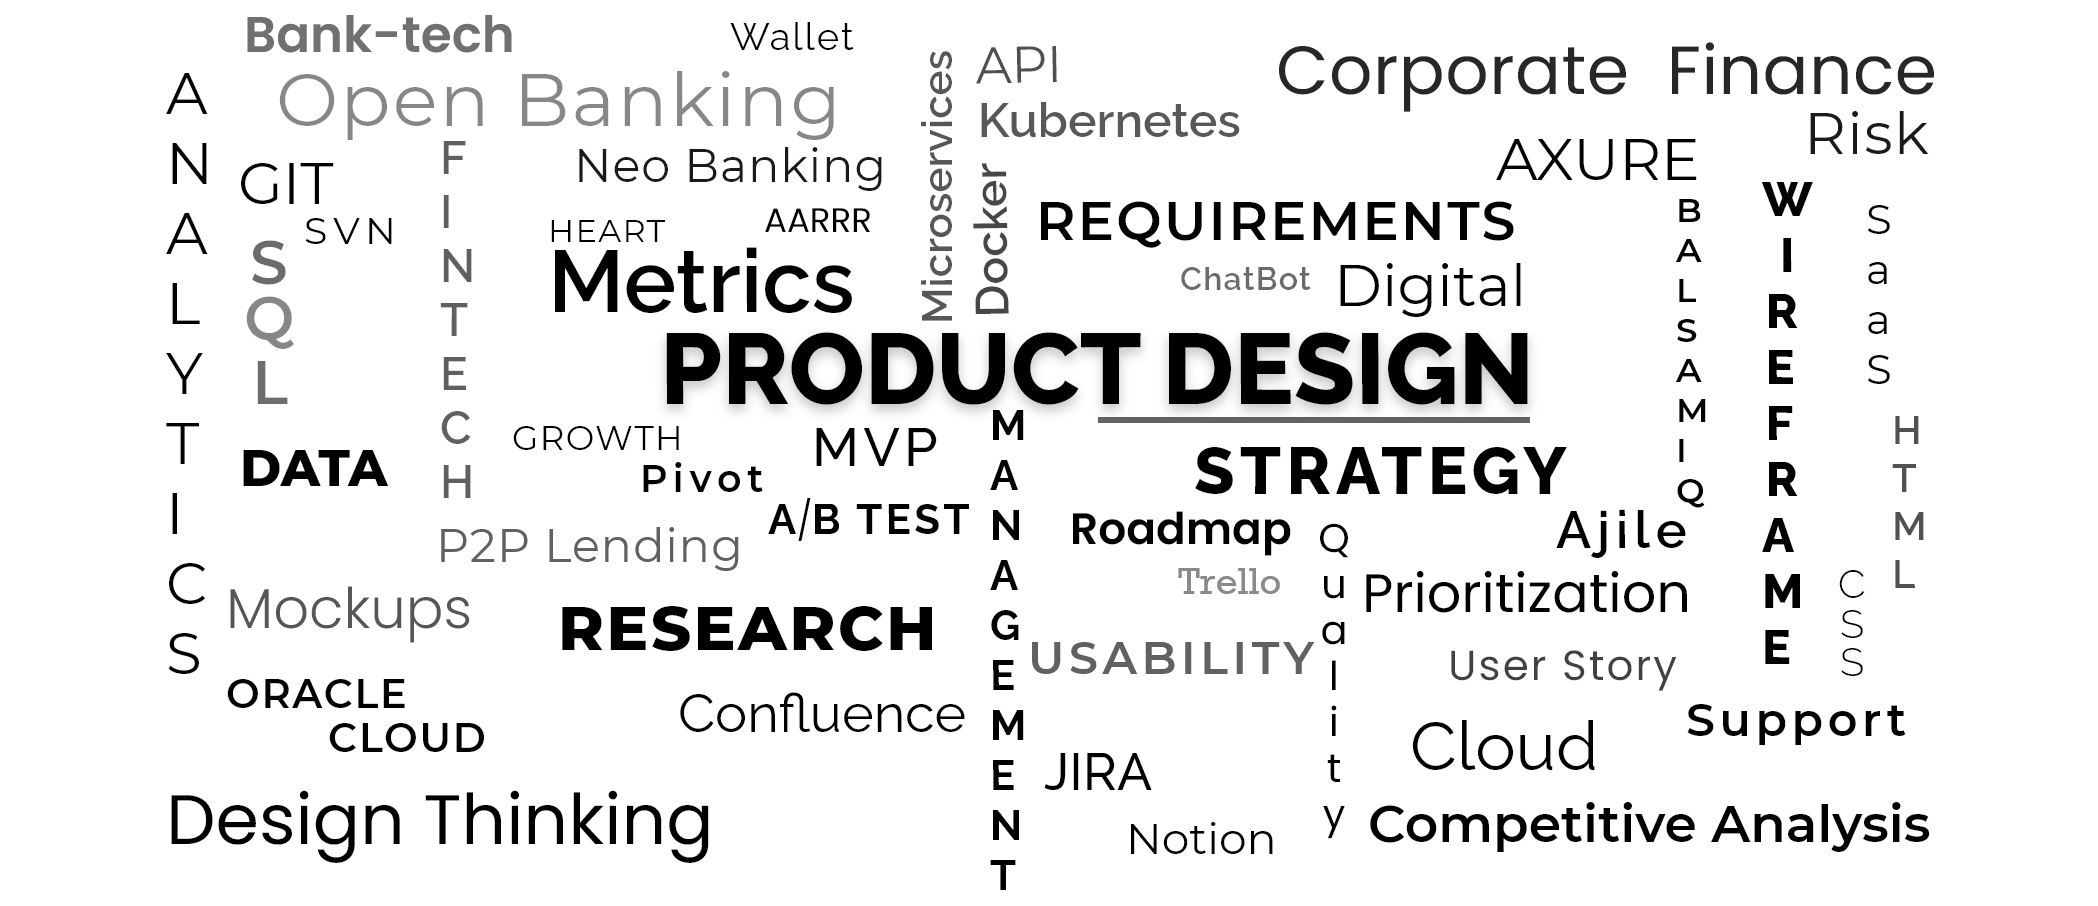 Bank-tech
Wallet
Open Banking
ANALYTICS
Microservices
API
Kubernetes
Docker
Corporate Finance
Risk
AXURE
GIT
SVN
SQL
FINTECH
Neo Banking
HEART
AARRR
Metrics
REQUIREMENTS
ChatBot
Digital
BALSAMIQ
WIREFRAME
SaaS
PRODUCT DESIGN
MANAGEMENT
DATA
GROWTH
Pivot
MVP
A/B TEST
STRATEGY
HTML
P2P Lending
Roadmap
Trello
Quality
Ajile
Prioritization
CSS
Mockups
RESEARCH
USABILITY
User Story
ORACLE
CLOUD
Confluence
JIRA
Cloud
Support
Design Thinking
Notion
Competitive Analysis